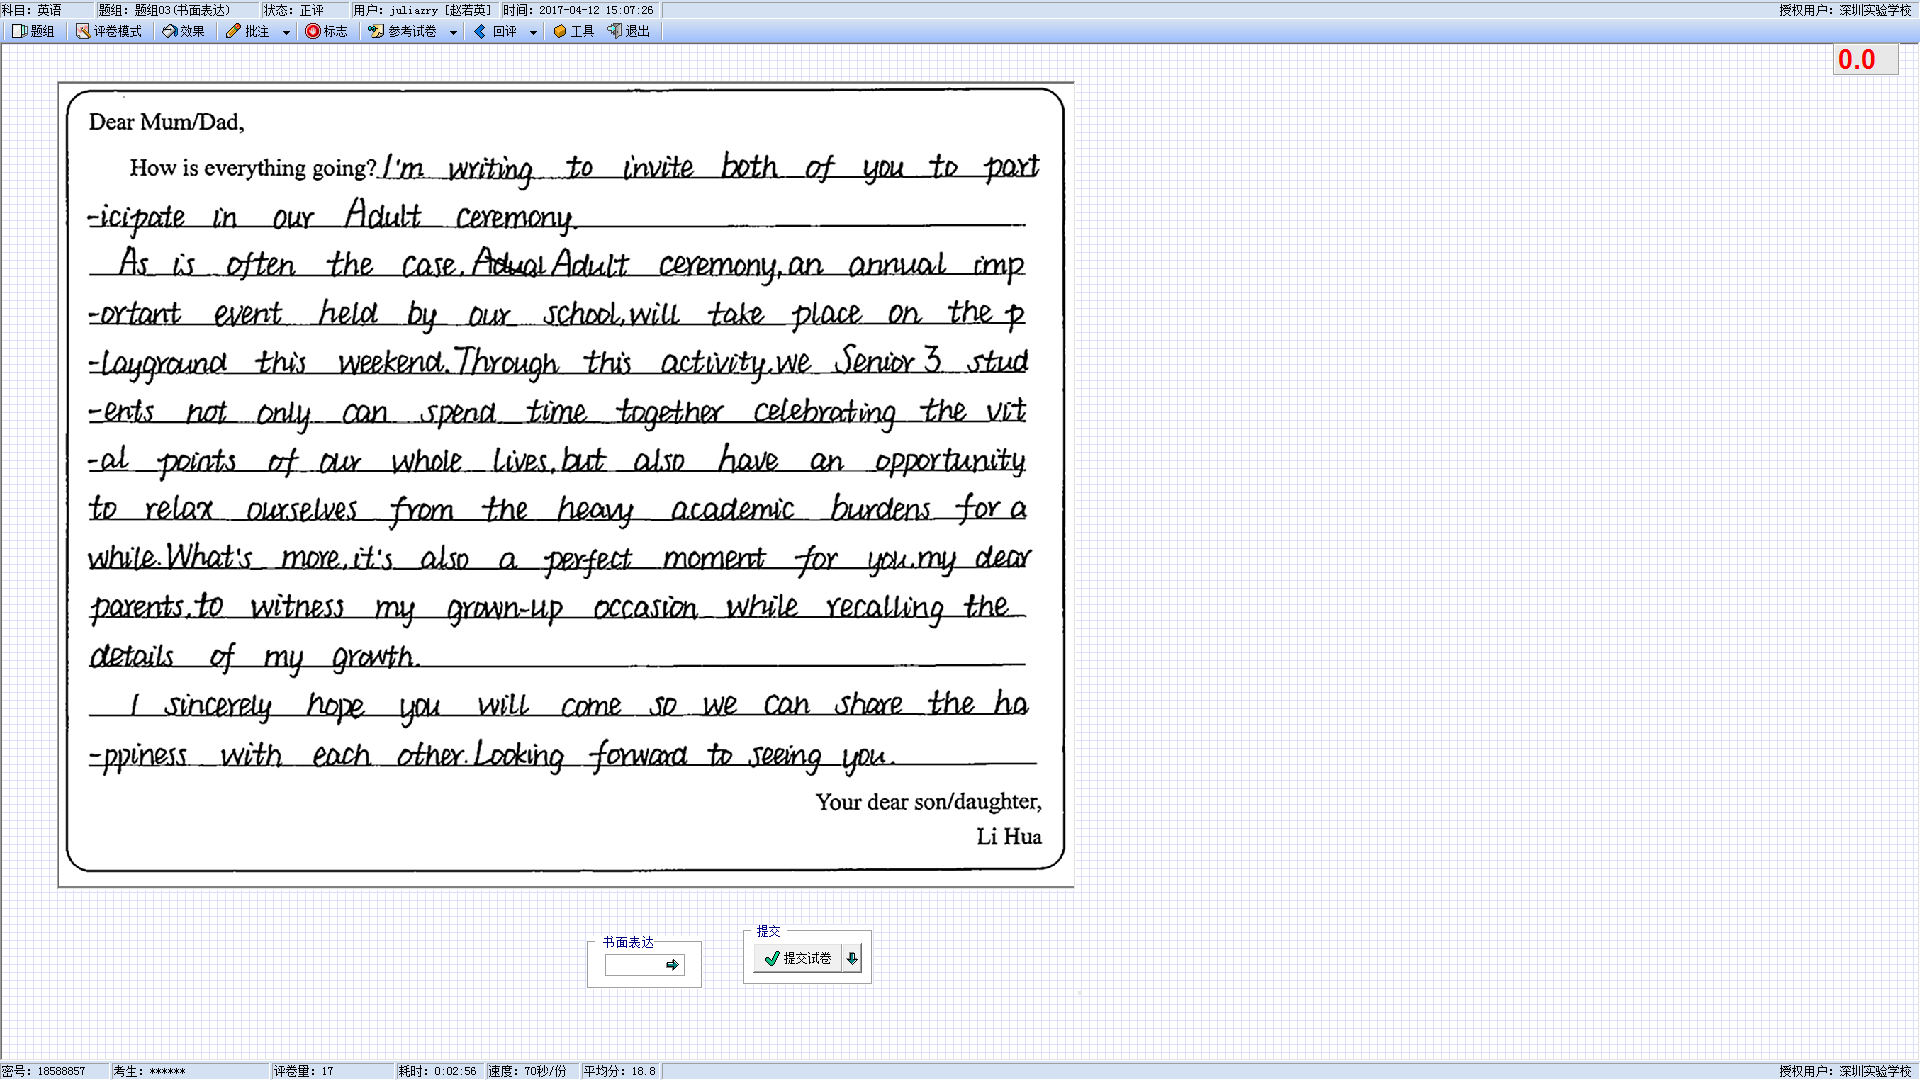 科目: 英语 题组: 题组03(书面表达) 状态: 正评 用户: juliazry [赵若英] 时间: 2017-04-12 15:07:26 授权用户: 深圳实验学校
题组 评卷模式 效果 批注 标志 参考试卷 回评 工具 退出
0.0
Dear Mum/Dad,
How is everything going? I'm writing to invite both of you to part
-icipate in our Adult ceremony.
As is often the case, Adual Adult ceremony, an annual imp
-ortant event held by our school, will take place on the p
-layground this weekend. Through this activity, we Senior 3 stud
-ents not only can spend time together celebrating the vit
-al points of our whole lives, but also have an opportunity
to relax ourselves from the heavy academic burdens for a
while. What's more, it's also a perfect moment for you, my dear
parents, to witness my grown-up occasion while recalling the
details of my growth.
I sincerely hope you will come so we can share the ha
-ppiness with each other. Looking forward to seeing you.
Your dear son/daughter,
Li Hua
书面表达
提交
提交试卷
密号: 18588857 考生: ****** 评卷量: 17 耗时: 0:02:56 速度: 70秒/份 平均分: 18.8 授权用户: 深圳实验学校